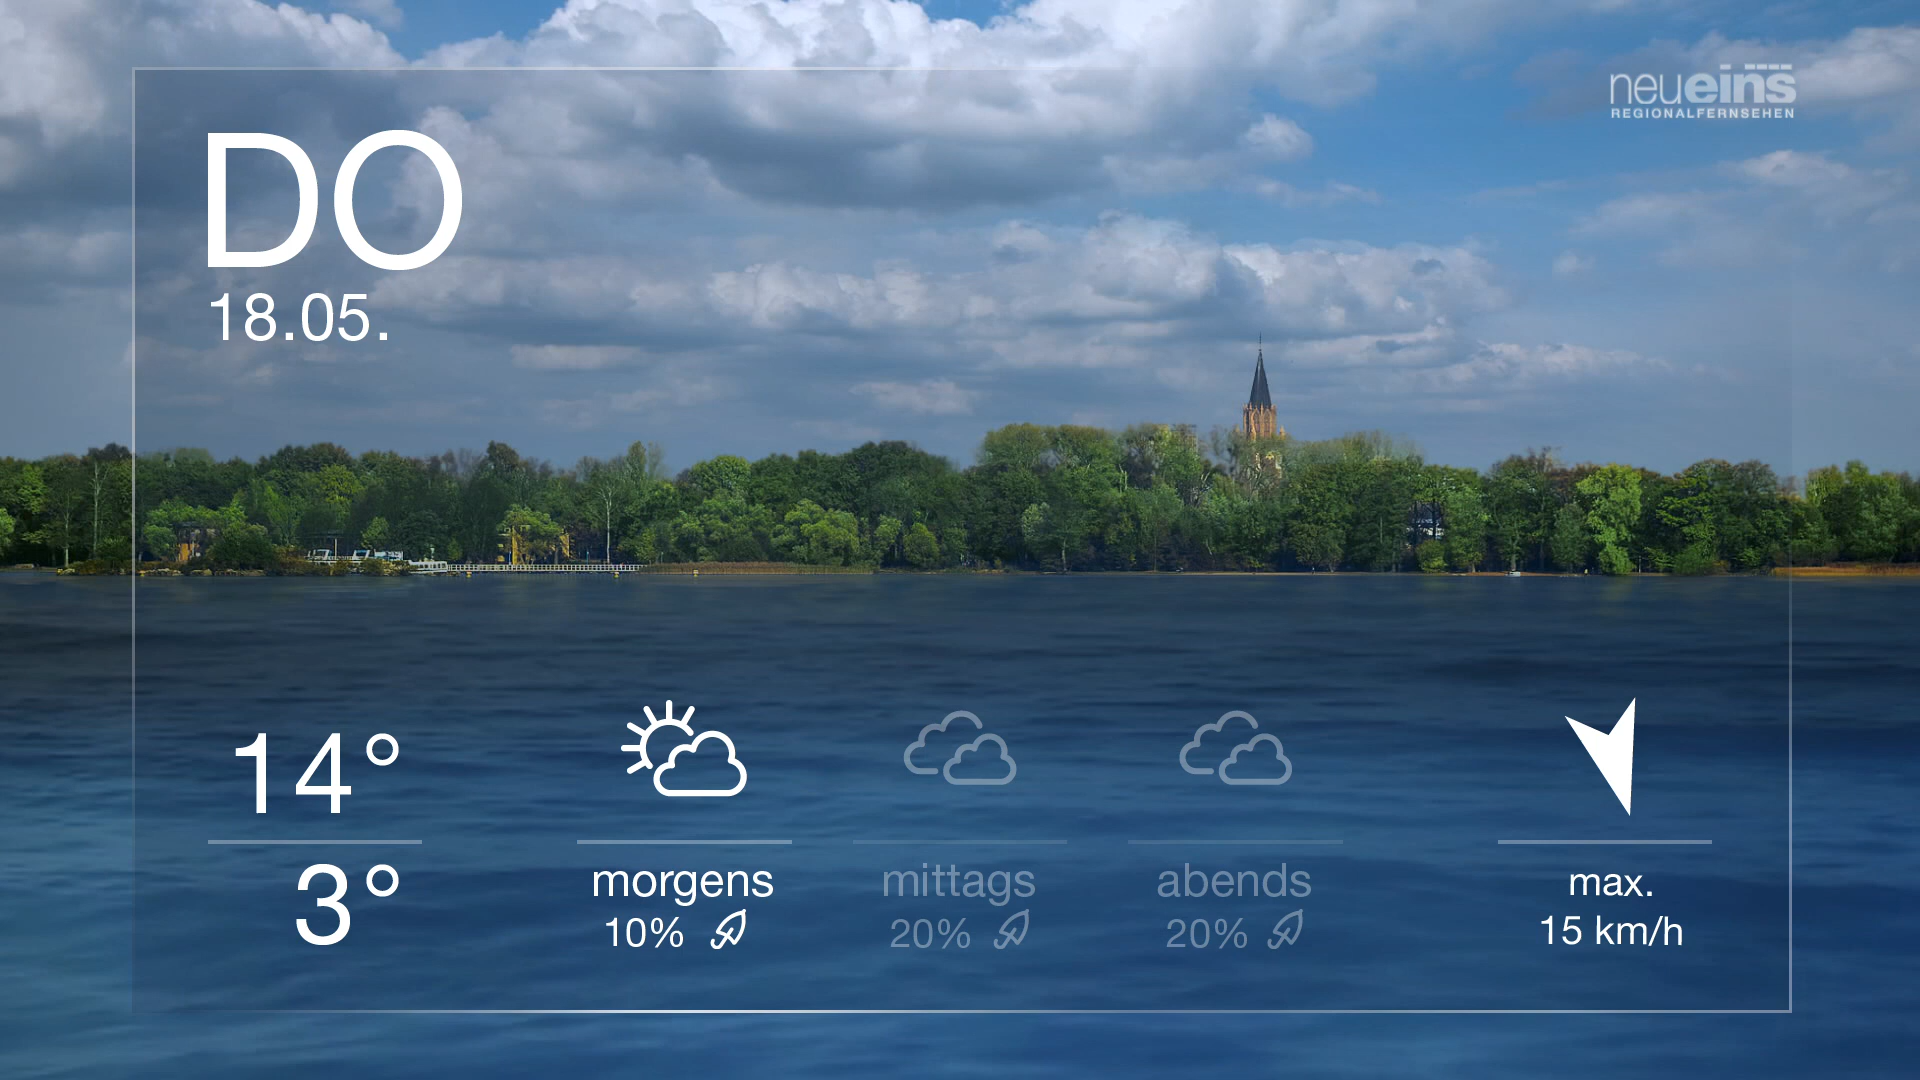 neueins
REGIONALFERNSEHEN
DO
18.05.
14°
3°
morgens
10%
mittags
20%
abends
20%
max.
15 km/h